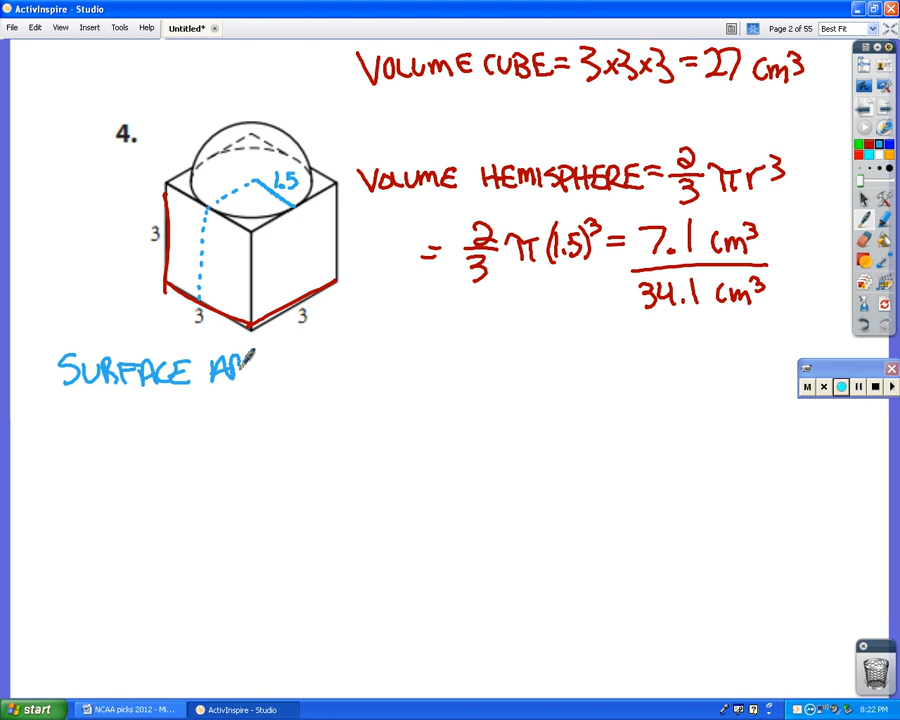 ActivInspire - Studio
File Edit View Insert Tools Help Untitled* Page 2 of 55 Best Fit
VOLUME CUBE = 3x3x3 = 27 cm³
4.
1.5
VOLUME HEMISPHERE = 2/3 πr³
3
= 2/3 π(1.5)³ = 7.1 cm³
34.1 cm³
3 3
SURFACE AR
M
start NCAA picks 2012 - Mi... ActivInspire - Studio 8:22 PM